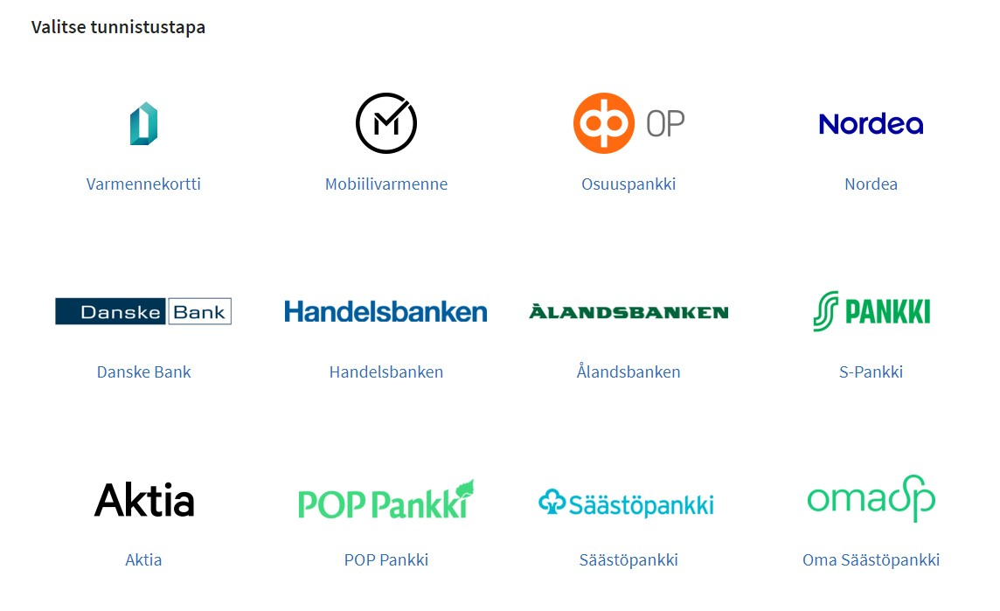 Valitse tunnistustapa
OP
Nordea
Varmennekortti
Mobiilivarmenne
Osuuspankki
Nordea
Danske Bank
Handelsbanken
ÅLANDSBANKEN
S PANKKI
Danske Bank
Handelsbanken
Ålandsbanken
S-Pankki
Aktia
POP Pankki
Säästöpankki
omasp
Aktia
POP Pankki
Säästöpankki
Oma Säästöpankki